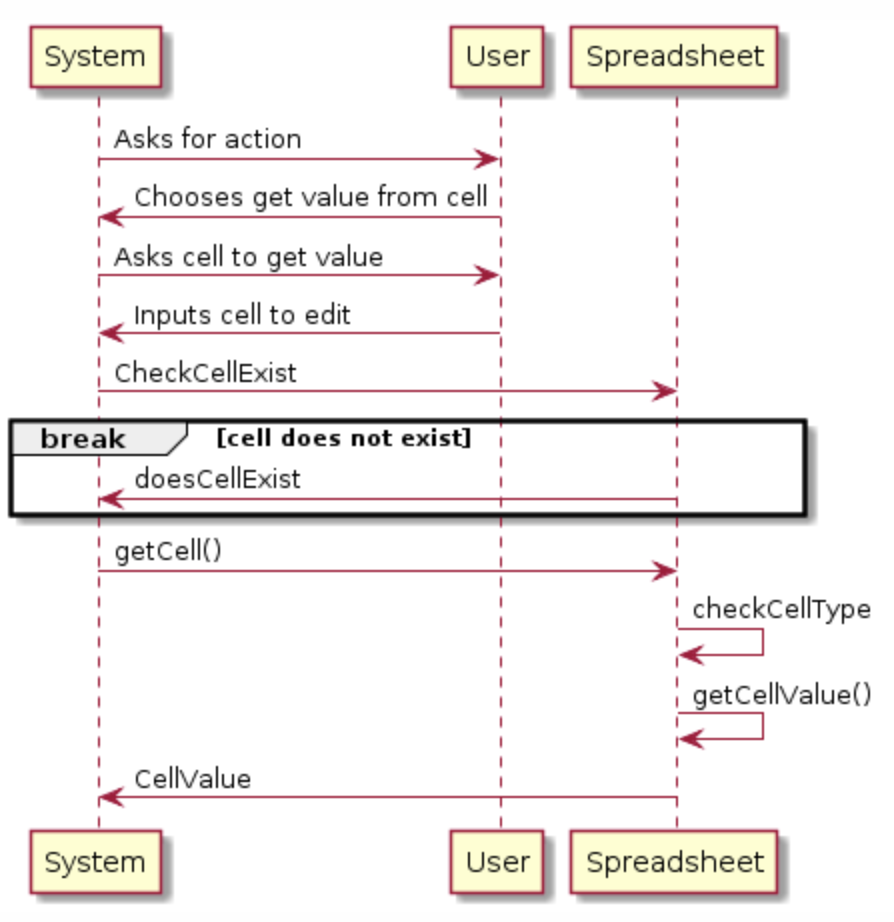 System User Spreadsheet
Asks for action
Chooses get value from cell
Asks cell to get value
Inputs cell to edit
CheckCellExist
break [cell does not exist]
doesCellExist
getCell()
checkCellType
getCellValue()
CellValue
System User Spreadsheet